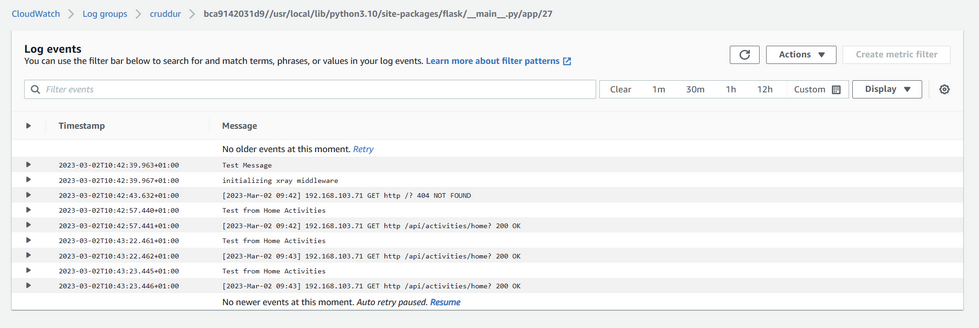 CloudWatch > Log groups > cruddur > bca9142031d9//usr/local/lib/python3.10/site-packages/flask/__main__.py/app/27
Log events
You can use the filter bar below to search for and match terms, phrases, or values in your log events. Learn more about filter patterns
Actions
Create metric filter
Filter events
Clear 1m 30m 1h 12h Custom Display
Timestamp Message
No older events at this moment. Retry
2023-03-02T10:42:39.963+01:00 Test Message
2023-03-02T10:42:39.967+01:00 initializing xray middleware
2023-03-02T10:42:43.632+01:00 [2023-Mar-02 09:42] 192.168.103.71 GET http /? 404 NOT FOUND
2023-03-02T10:42:57.440+01:00 Test from Home Activities
2023-03-02T10:42:57.441+01:00 [2023-Mar-02 09:42] 192.168.103.71 GET http /api/activities/home? 200 OK
2023-03-02T10:43:22.461+01:00 Test from Home Activities
2023-03-02T10:43:22.462+01:00 [2023-Mar-02 09:43] 192.168.103.71 GET http /api/activities/home? 200 OK
2023-03-02T10:43:23.445+01:00 Test from Home Activities
2023-03-02T10:43:23.446+01:00 [2023-Mar-02 09:43] 192.168.103.71 GET http /api/activities/home? 200 OK
No newer events at this moment. Auto retry paused. Resume